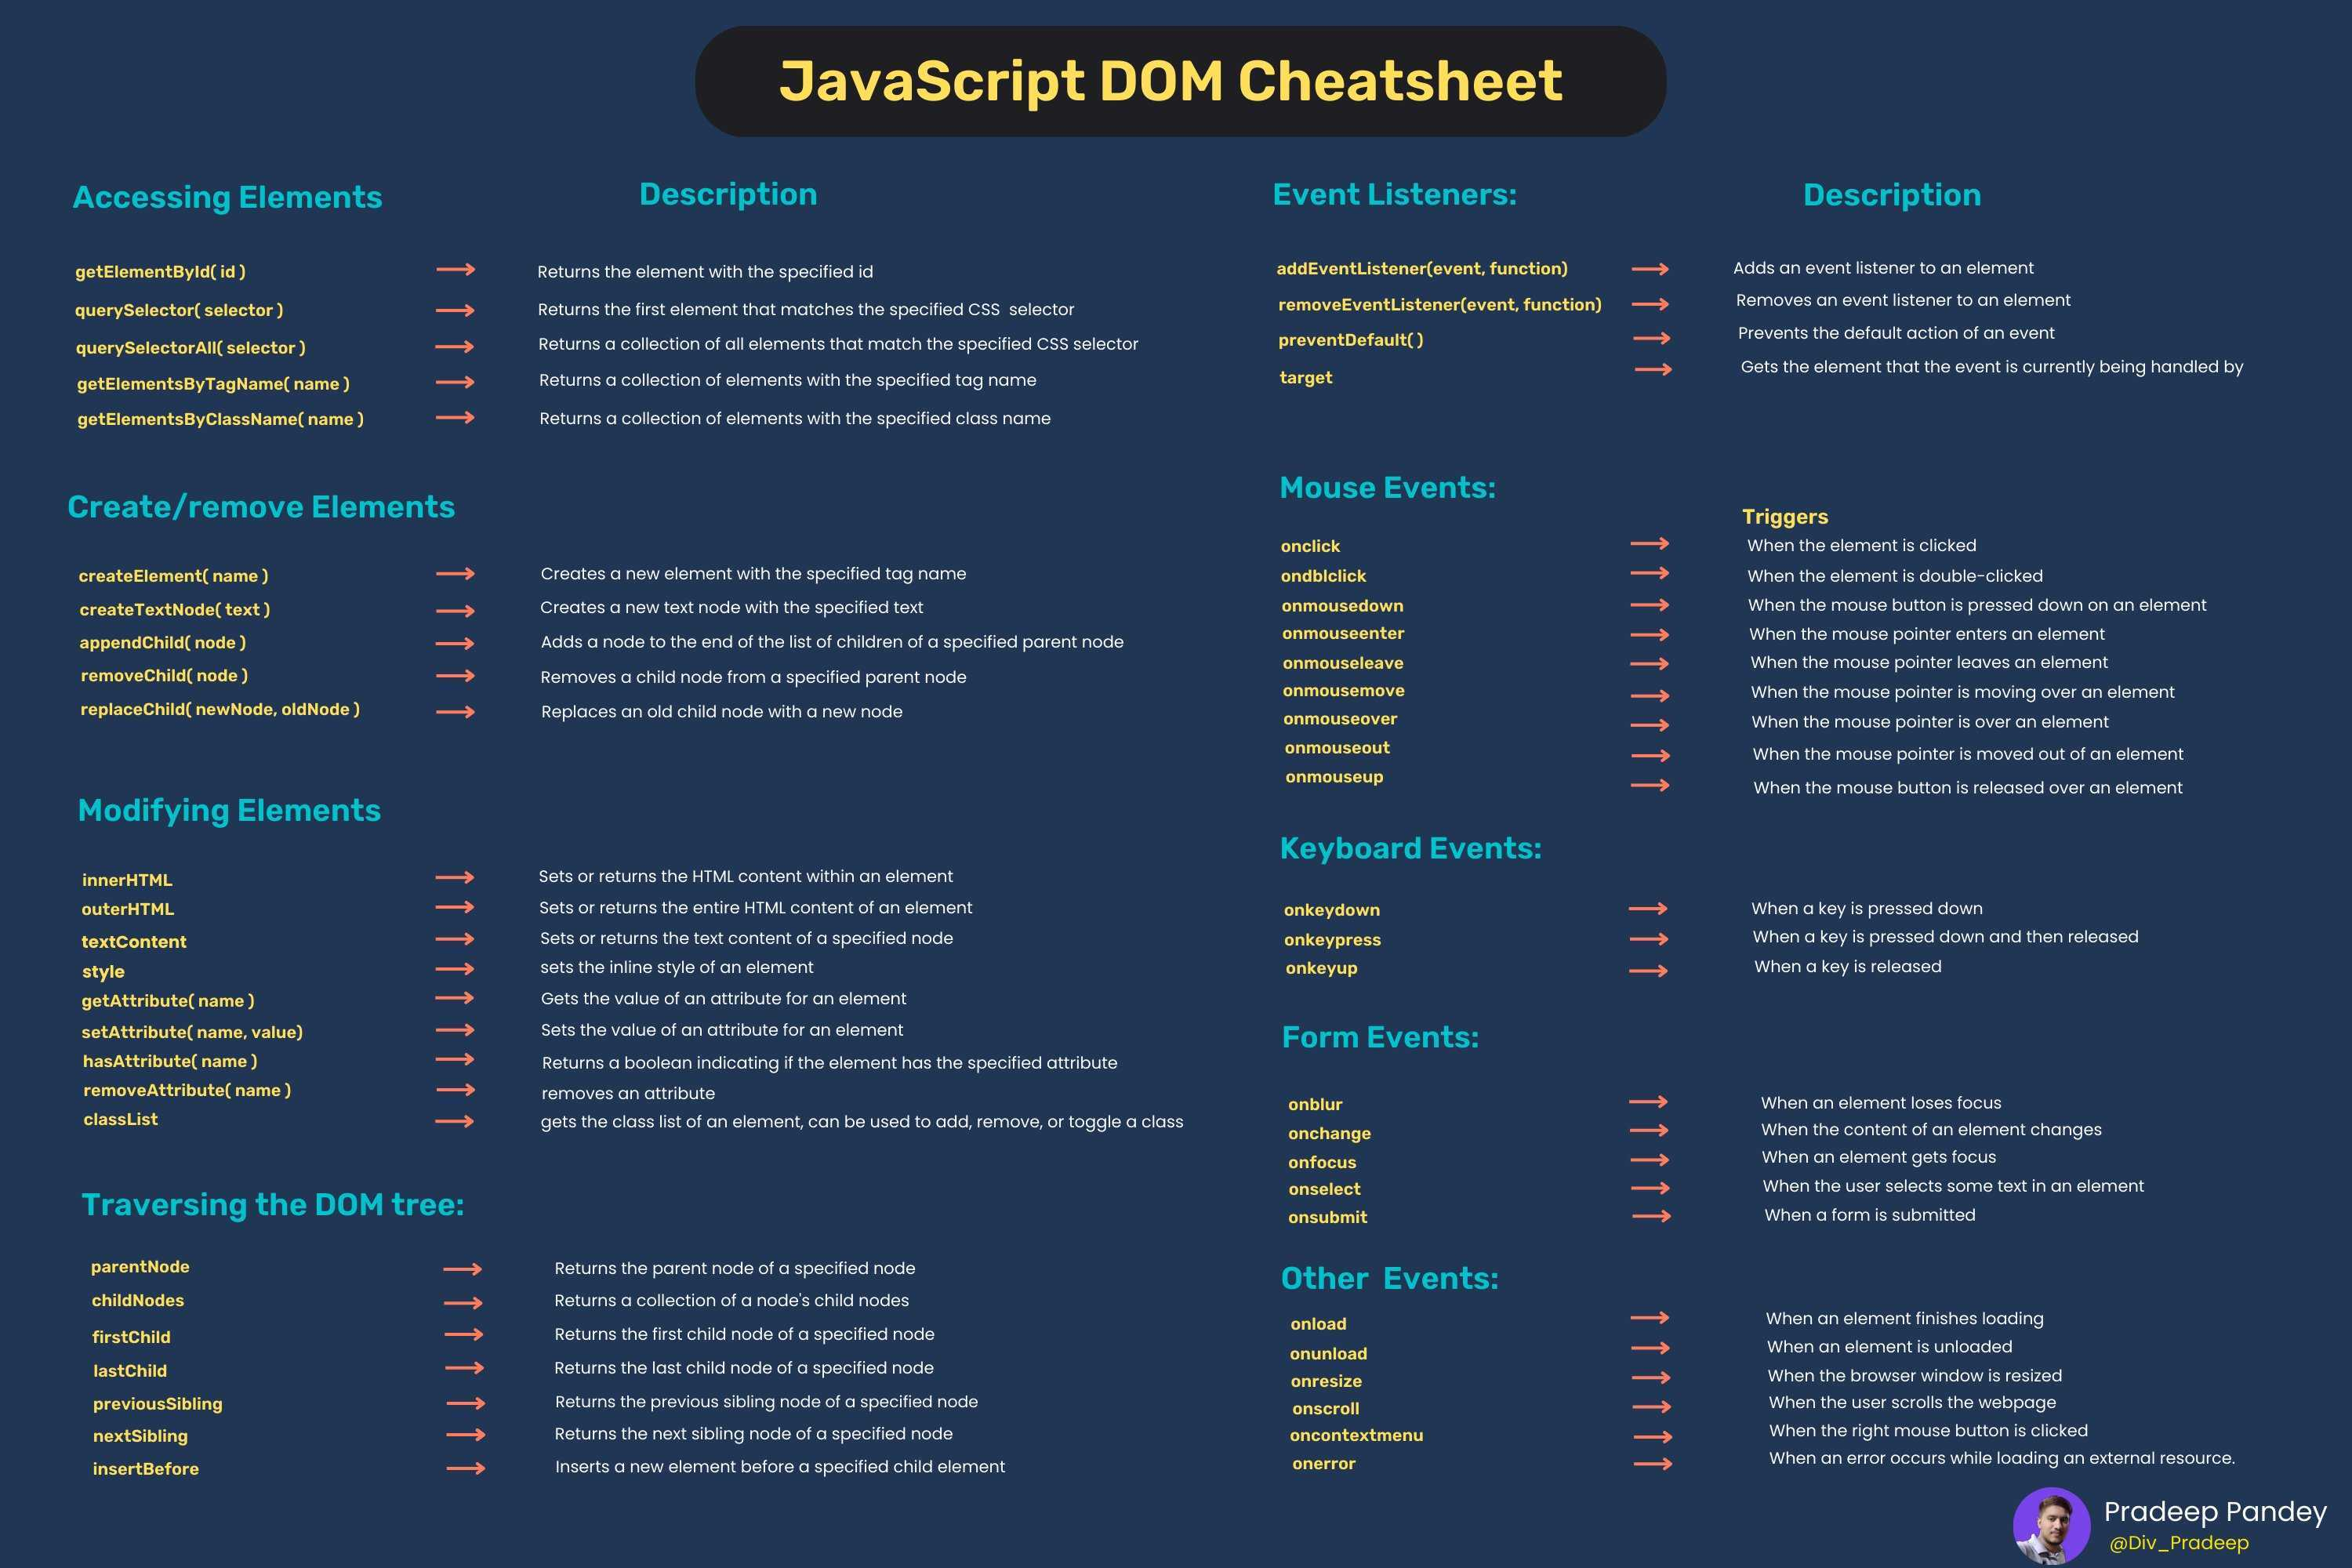 JavaScript DOM Cheatsheet
Accessing Elements
Description
getElementById( id )
Returns the element with the specified id
querySelector( selector )
Returns the first element that matches the specified CSS  selector
querySelectorAll( selector )
Returns a collection of all elements that match the specified CSS selector
getElementsByTagName( name )
Returns a collection of elements with the specified tag name
getElementsByClassName( name )
Returns a collection of elements with the specified class name
Create/remove Elements
createElement( name )
Creates a new element with the specified tag name
createTextNode( text )
Creates a new text node with the specified text
appendChild( node )
Adds a node to the end of the list of children of a specified parent node
removeChild( node )
Removes a child node from a specified parent node
replaceChild( newNode, oldNode )
Replaces an old child node with a new node
Modifying Elements
innerHTML
Sets or returns the HTML content within an element
outerHTML
Sets or returns the entire HTML content of an element
textContent
Sets or returns the text content of a specified node
style
sets the inline style of an element
getAttribute( name )
Gets the value of an attribute for an element
setAttribute( name, value)
Sets the value of an attribute for an element
hasAttribute( name )
Returns a boolean indicating if the element has the specified attribute
removeAttribute( name )
removes an attribute
classList
gets the class list of an element, can be used to add, remove, or toggle a class
Traversing the DOM tree:
parentNode
Returns the parent node of a specified node
childNodes
Returns a collection of a node's child nodes
firstChild
Returns the first child node of a specified node
lastChild
Returns the last child node of a specified node
previousSibling
Returns the previous sibling node of a specified node
nextSibling
Returns the next sibling node of a specified node
insertBefore
Inserts a new element before a specified child element
Event Listeners:
Description
addEventListener(event, function)
Adds an event listener to an element
removeEventListener(event, function)
Removes an event listener to an element
preventDefault( )
Prevents the default action of an event
target
Gets the element that the event is currently being handled by
Mouse Events:
Triggers
onclick
When the element is clicked
ondblclick
When the element is double-clicked
onmousedown
When the mouse button is pressed down on an element
onmouseenter
When the mouse pointer enters an element
onmouseleave
When the mouse pointer leaves an element
onmousemove
When the mouse pointer is moving over an element
onmouseover
When the mouse pointer is over an element
onmouseout
When the mouse pointer is moved out of an element
onmouseup
When the mouse button is released over an element
Keyboard Events:
onkeydown
When a key is pressed down
onkeypress
When a key is pressed down and then released
onkeyup
When a key is released
Form Events:
onblur
When an element loses focus
onchange
When the content of an element changes
onfocus
When an element gets focus
onselect
When the user selects some text in an element
onsubmit
When a form is submitted
Other  Events:
onload
When an element finishes loading
onunload
When an element is unloaded
onresize
When the browser window is resized
onscroll
When the user scrolls the webpage
oncontextmenu
When the right mouse button is clicked
onerror
When an error occurs while loading an external resource.
Pradeep Pandey
@Div_Pradeep